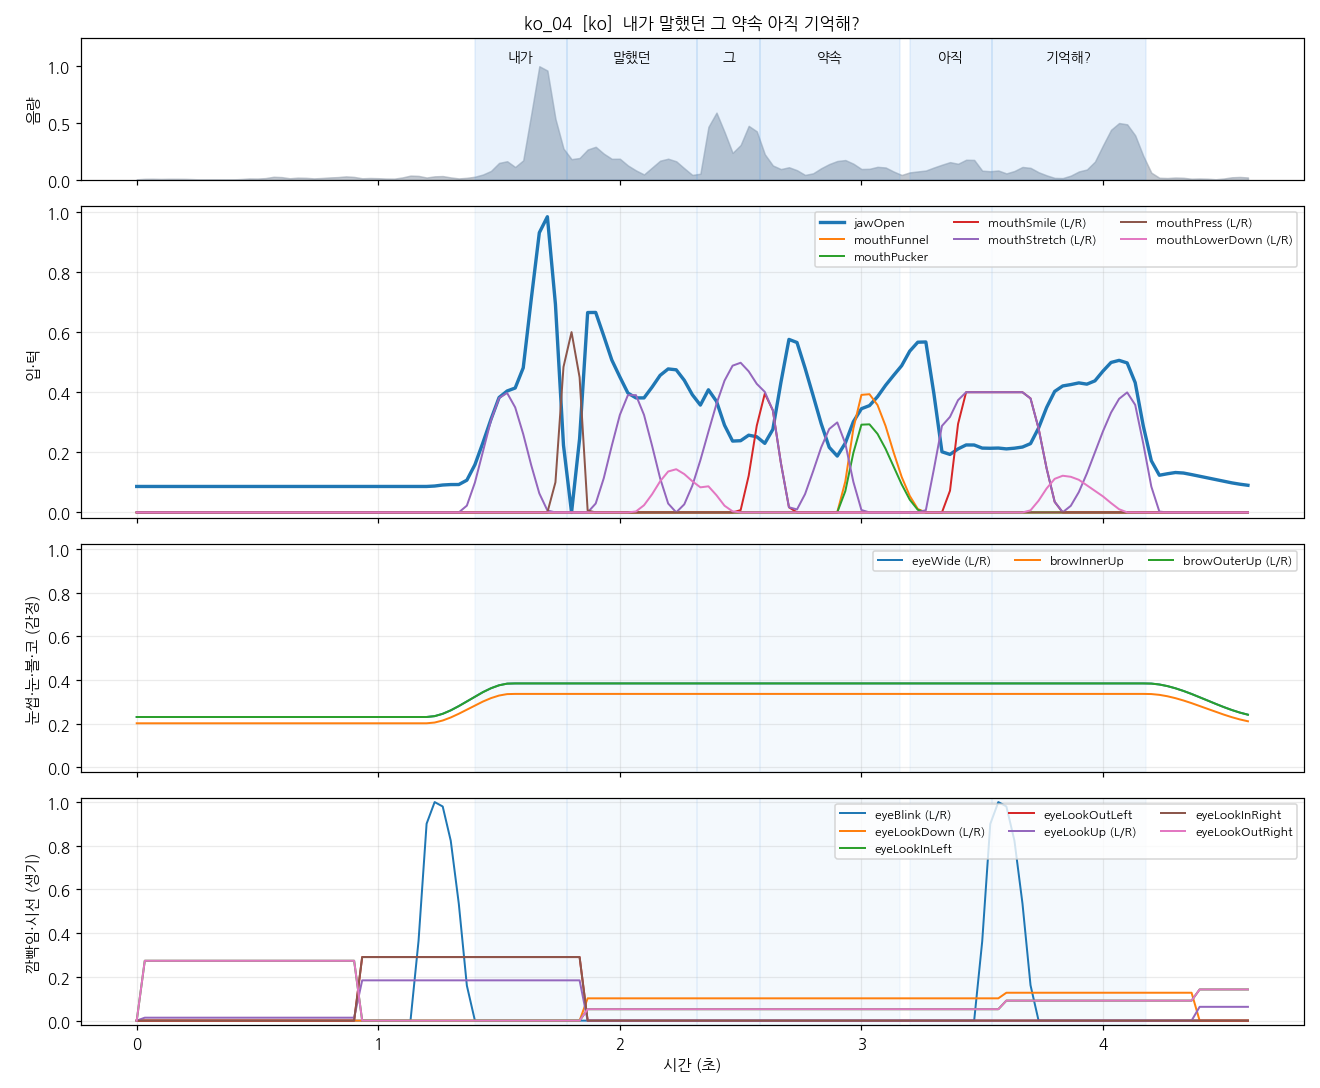 ko_04  [ko]  내가 말했던 그 약속 아직 기억해?
내가 말했던 그 약속 아직 기억해?
음량
1.0
0.5
0.0
입·턱
1.0
0.8
0.6
0.4
0.2
0.0
jawOpen mouthSmile (L/R) mouthPress (L/R)
mouthFunnel mouthStretch (L/R) mouthLowerDown (L/R)
mouthPucker
눈썹·눈·볼·코 (감정)
1.0
0.8
0.6
0.4
0.2
0.0
eyeWide (L/R) browInnerUp browOuterUp (L/R)
깜빡임·시선 (생기)
1.0
0.8
0.6
0.4
0.2
0.0
eyeBlink (L/R) eyeLookOutLeft eyeLookInRight
eyeLookDown (L/R) eyeLookUp (L/R) eyeLookOutRight
eyeLookInLeft
0 1 2 3 4
시간 (초)